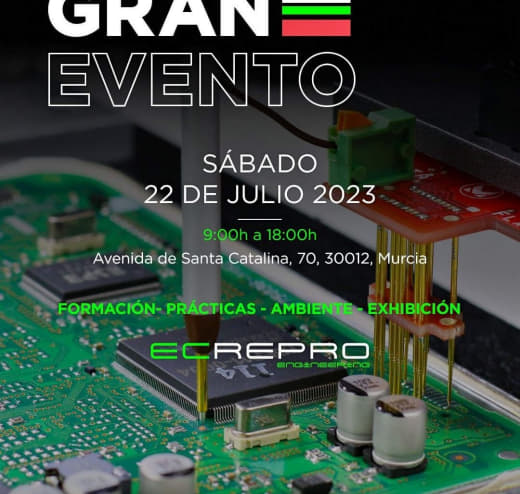 GRAN
EVENTO
SÁBADO
22 DE JULIO 2023
9:00h a 18:00h
Avenida de Santa Catalina, 70, 30012, Murcia
FORMACIÓN- PRÁCTICAS - AMBIENTE - EXHIBICIÓN
ECREPRO
ENGINEERING
114